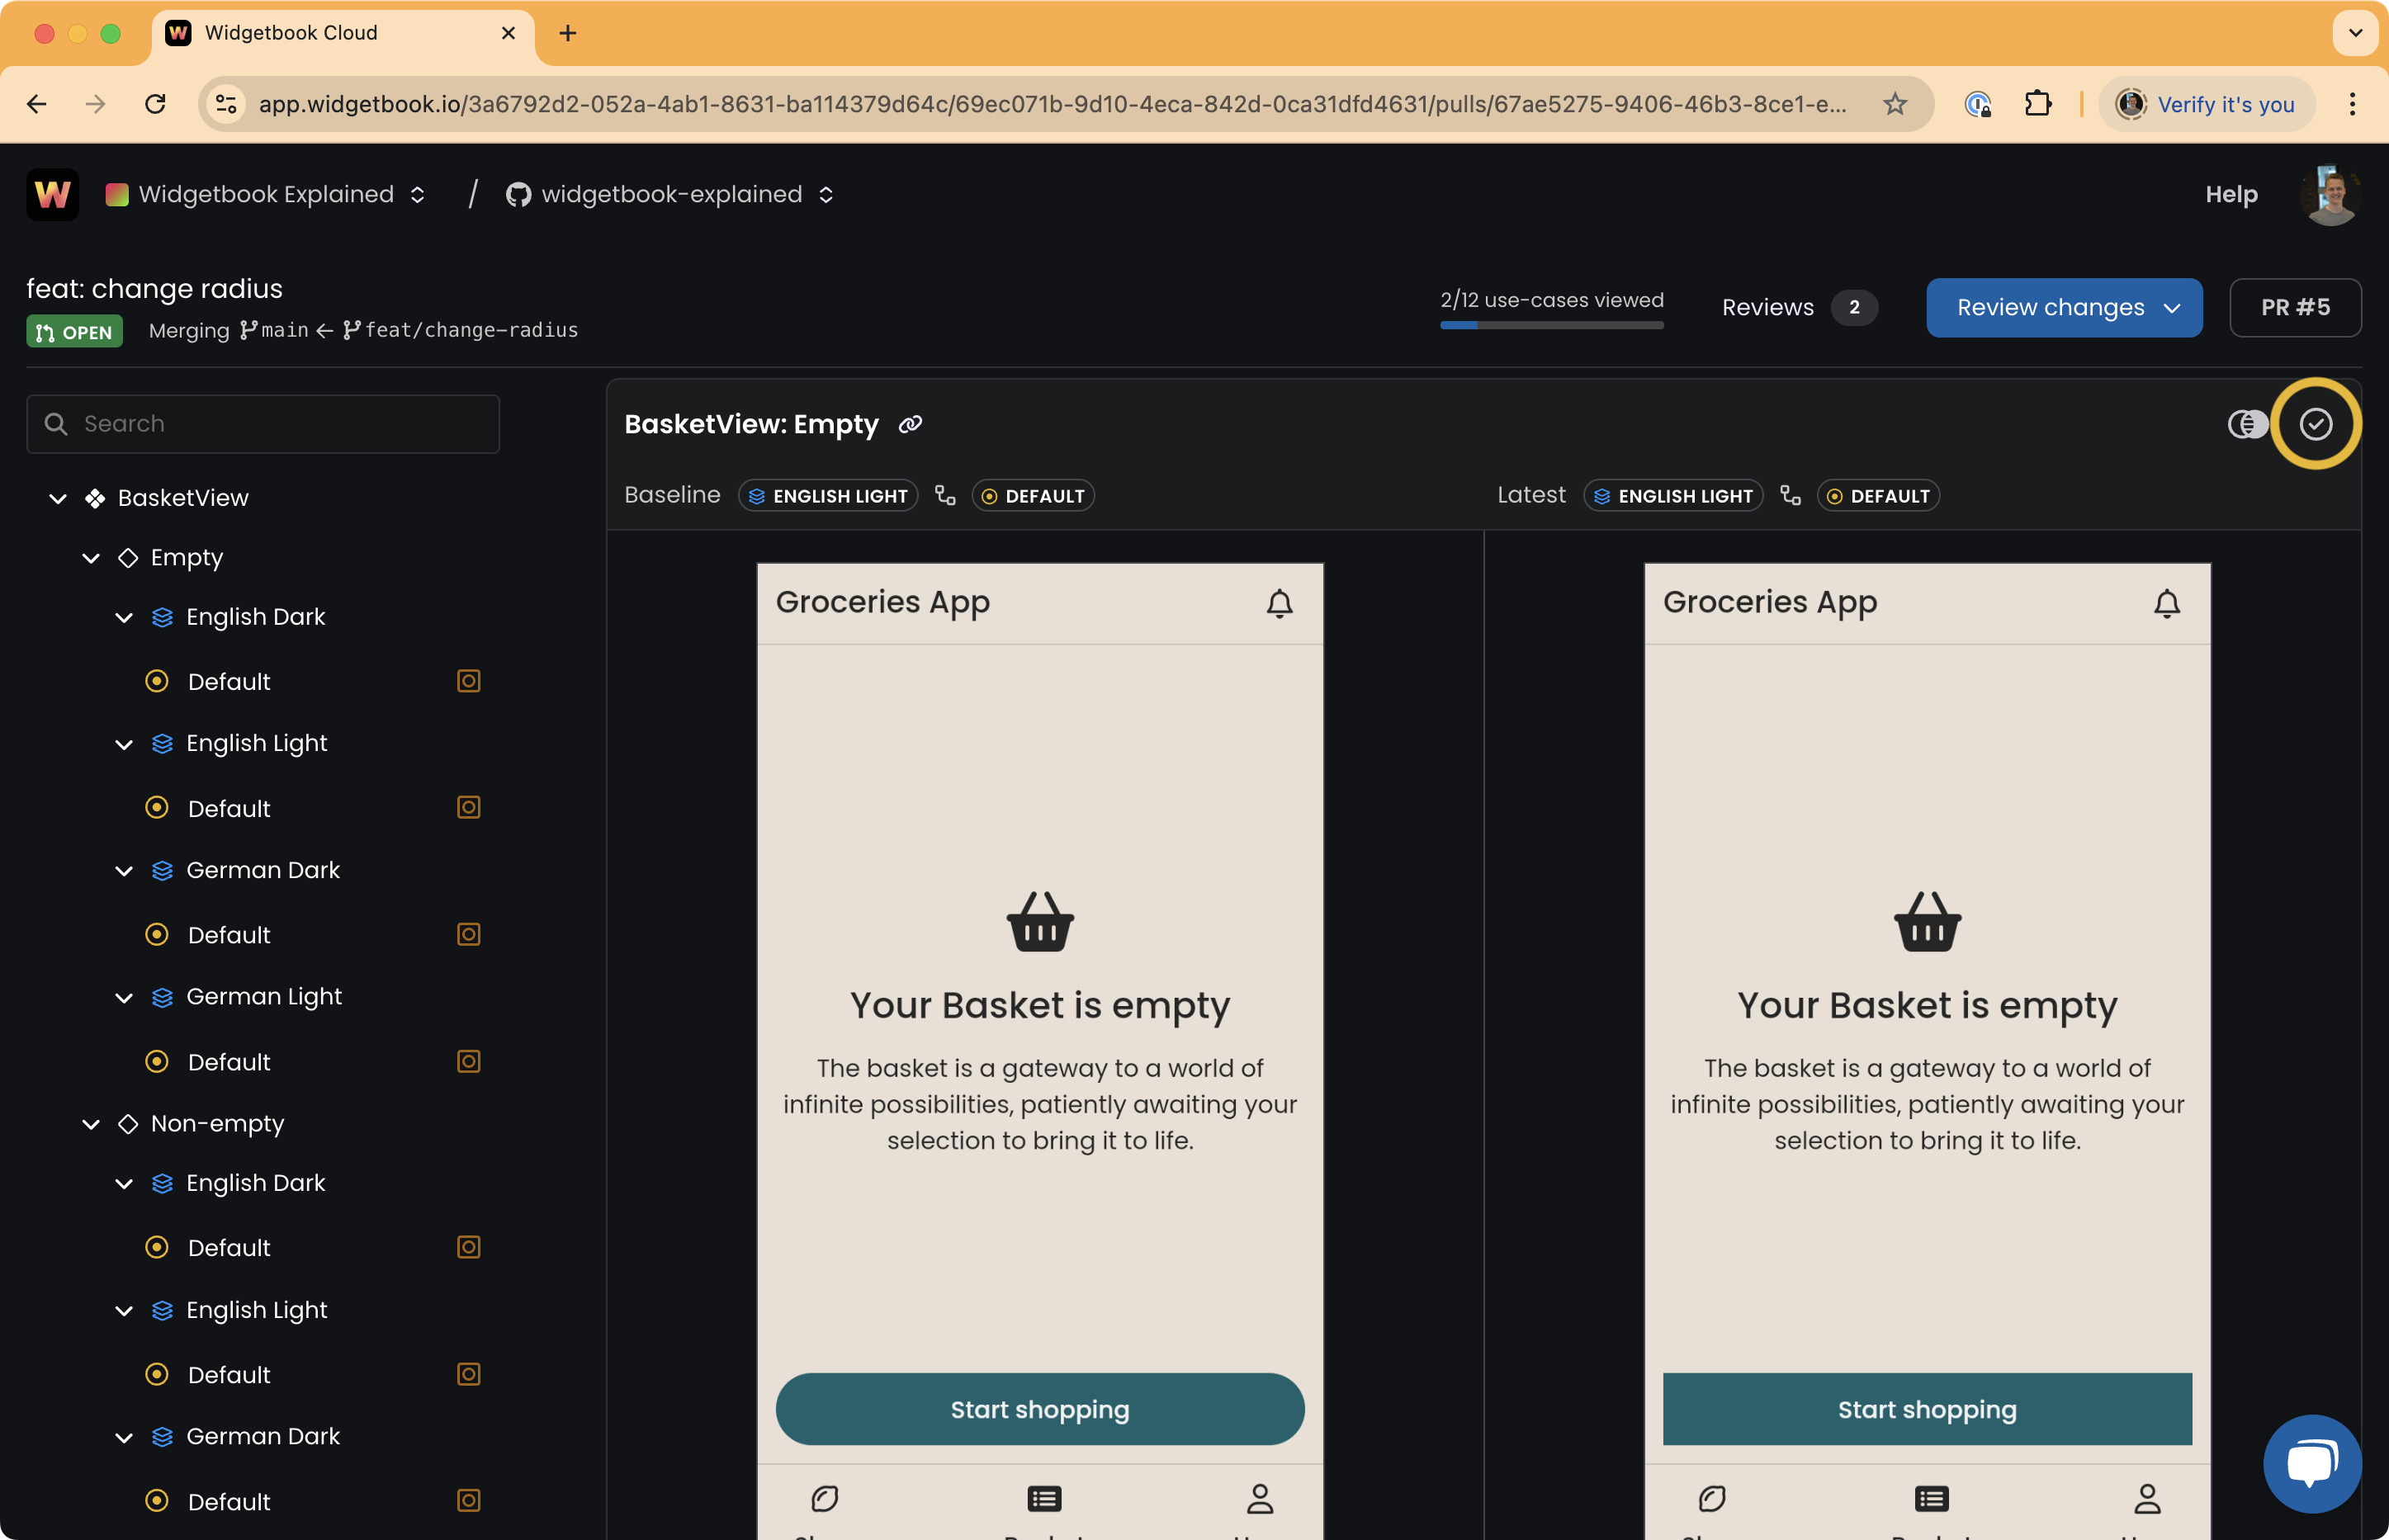 Widgetbook Cloud
app.widgetbook.io/3a6792d2-052a-4ab1-8631-ba114379d64c/69ec071b-9d10-4eca-842d-0ca31dfd4631/pulls/67ae5275-9406-46b3-8ce1-e...
Verify it's you
W
Widgetbook Explained / widgetbook-explained
Help
feat: change radius
OPEN Merging main ← feat/change-radius
2/12 use-cases viewed
Reviews 2
Review changes
PR #5
Search
BasketView
Empty
English Dark
Default
English Light
Default
German Dark
Default
German Light
Default
Non-empty
English Dark
Default
English Light
Default
German Dark
Default
BasketView: Empty
Baseline ENGLISH LIGHT DEFAULT
Groceries App
Your Basket is empty
The basket is a gateway to a world of
infinite possibilities, patiently awaiting your
selection to bring it to life.
Start shopping
Latest ENGLISH LIGHT DEFAULT
Groceries App
Your Basket is empty
The basket is a gateway to a world of
infinite possibilities, patiently awaiting your
selection to bring it to life.
Start shopping